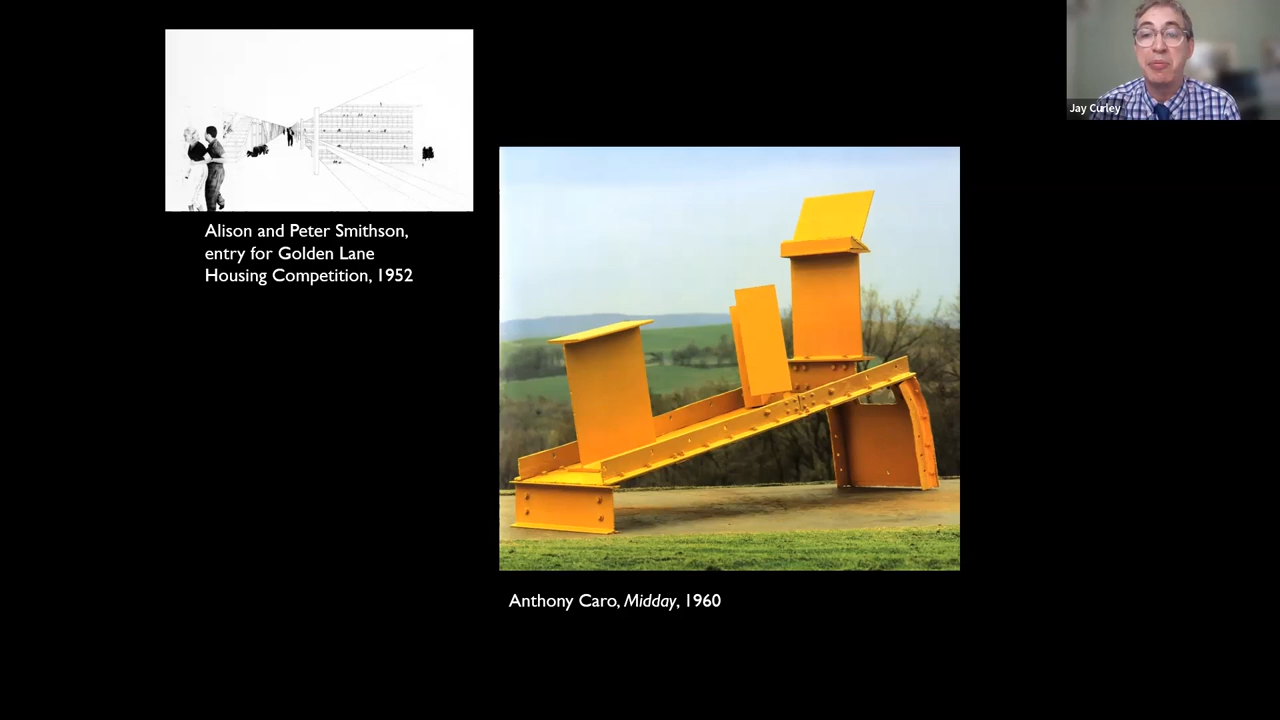 Jay Curley
Alison and Peter Smithson,
entry for Golden Lane
Housing Competition, 1952
Anthony Caro, Midday, 1960